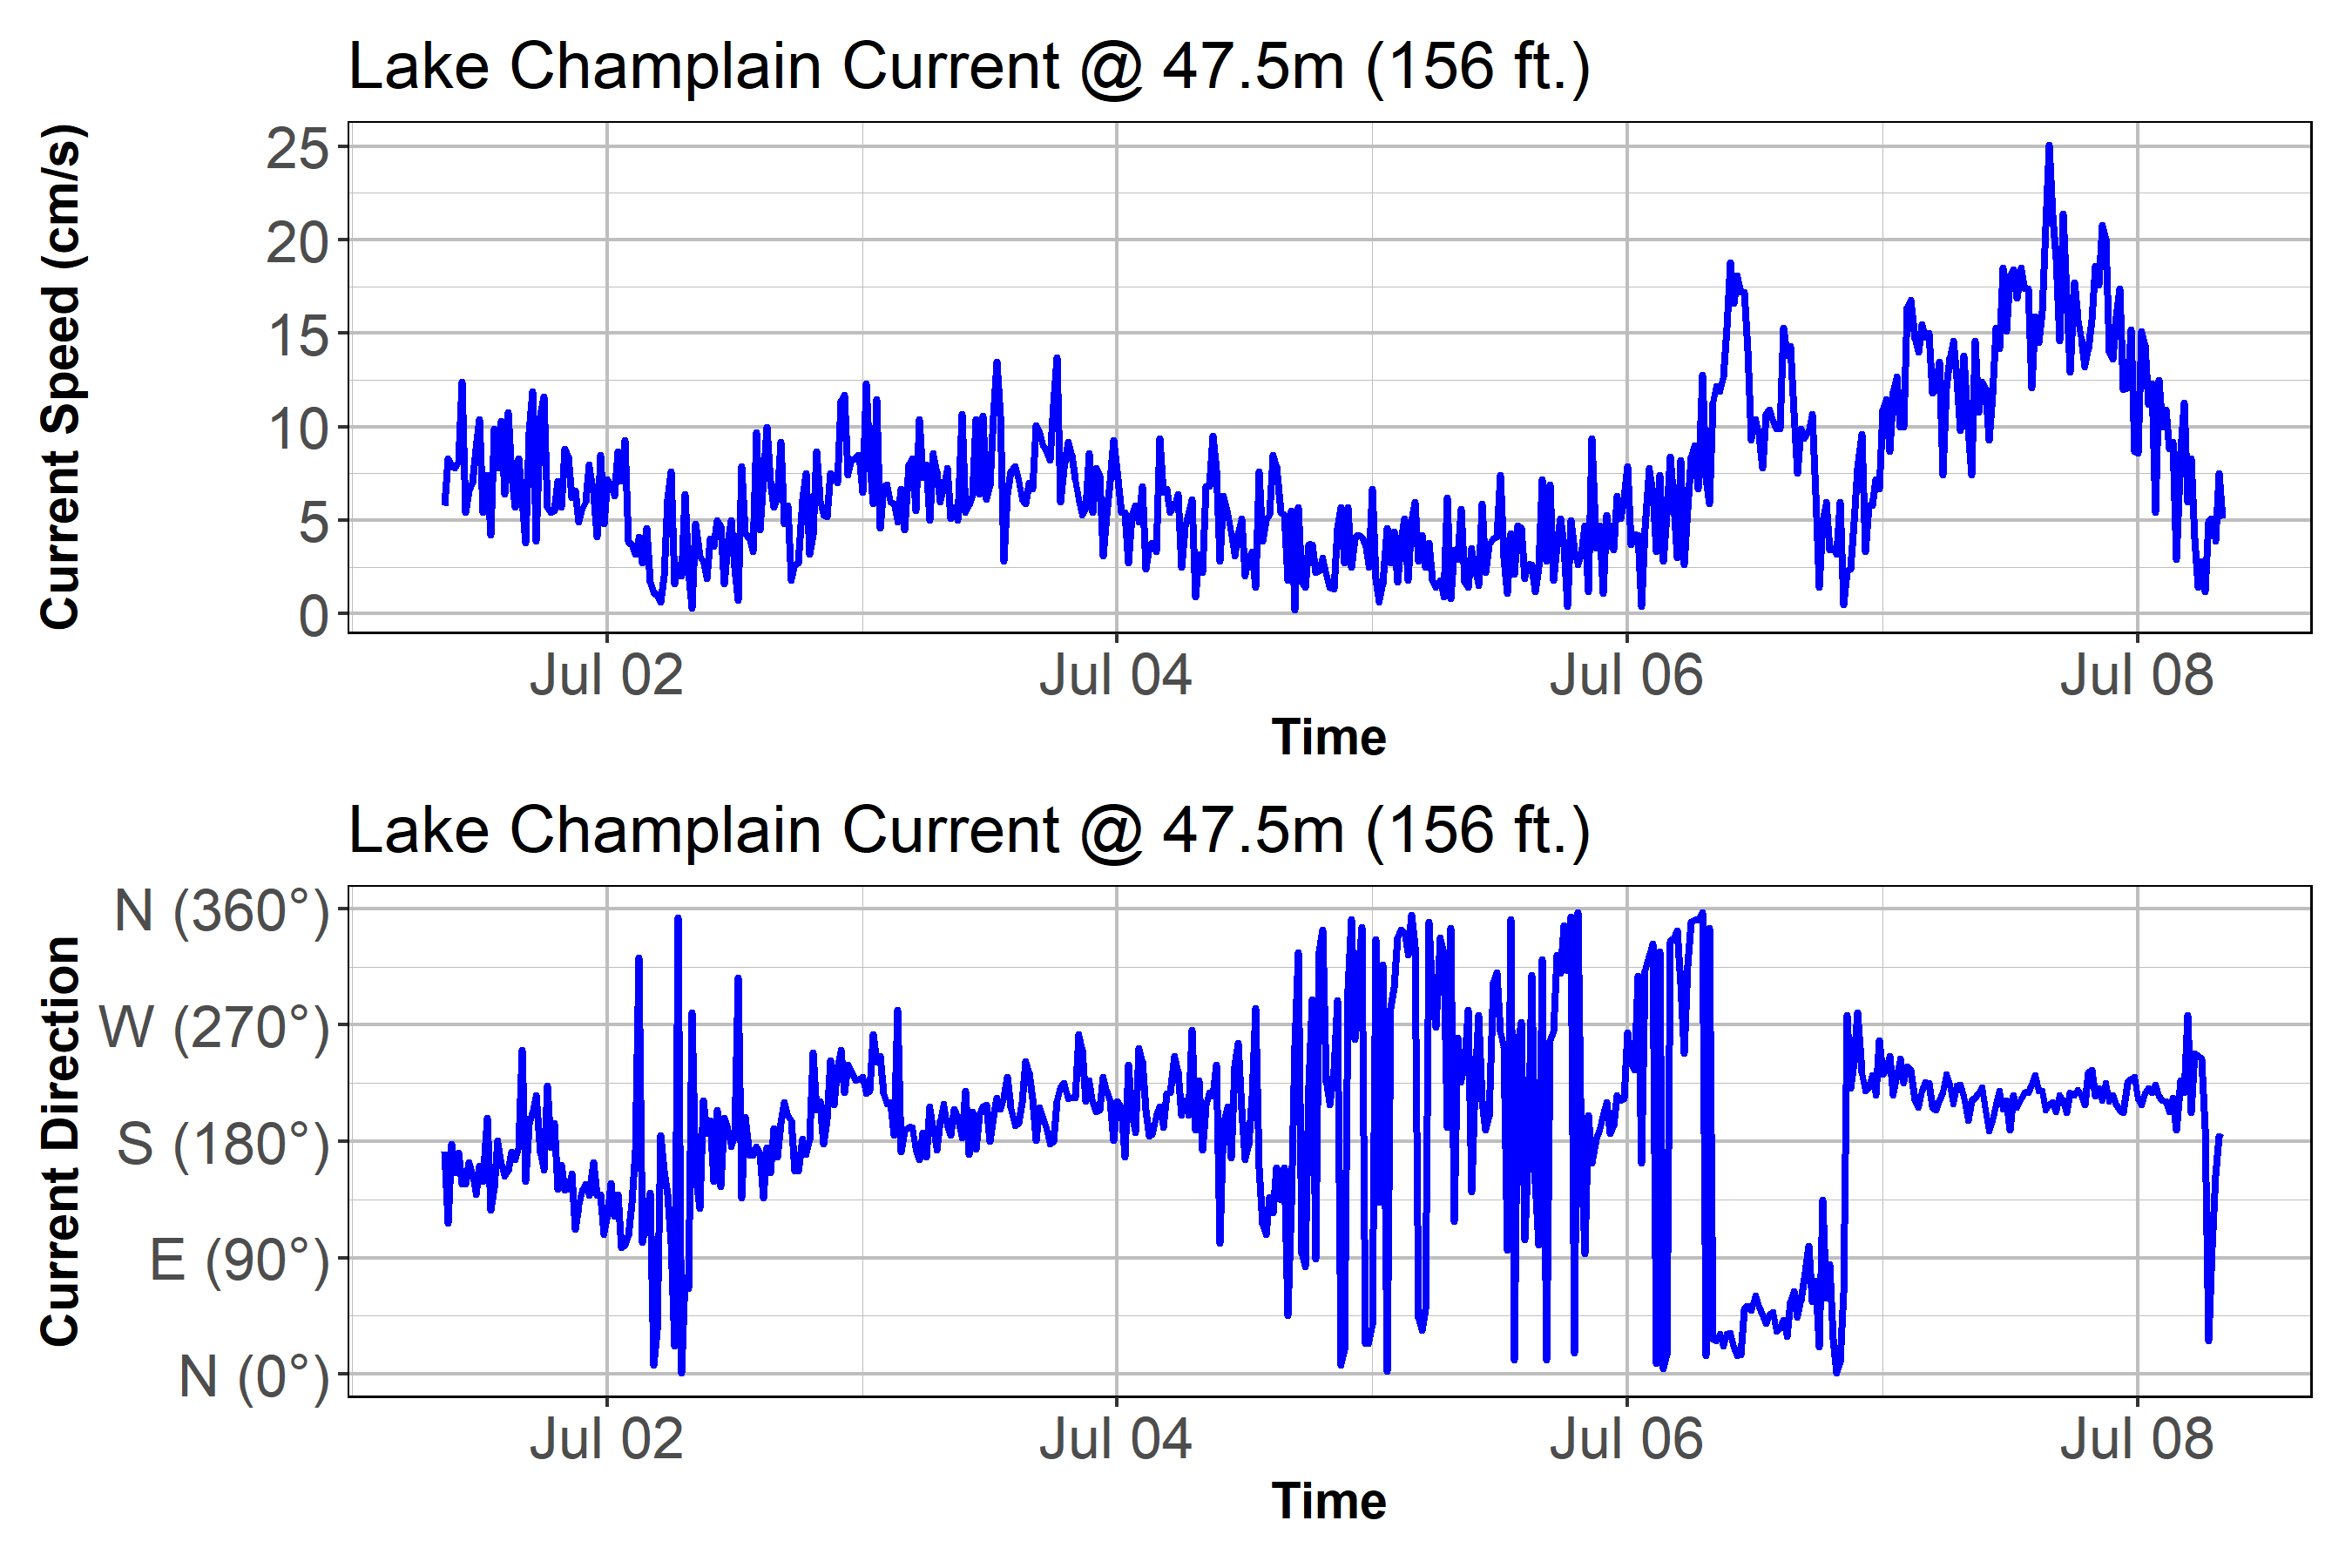 Lake Champlain Current @ 47.5m (156 ft.)
Current Speed (cm/s)
25
20
15
10
5
0
Jul 02 Jul 04 Jul 06 Jul 08
Time
Lake Champlain Current @ 47.5m (156 ft.)
Current Direction
N (360°)
W (270°)
S (180°)
E (90°)
N (0°)
Jul 02 Jul 04 Jul 06 Jul 08
Time